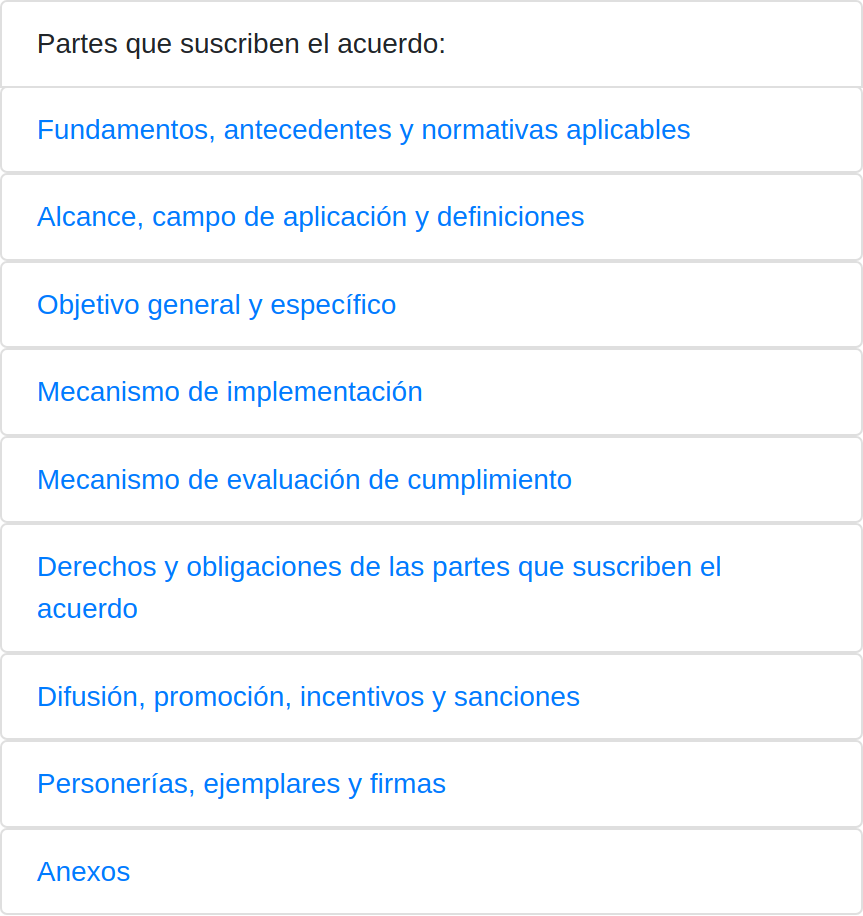 Partes que suscriben el acuerdo:
Fundamentos, antecedentes y normativas aplicables
Alcance, campo de aplicación y definiciones
Objetivo general y específico
Mecanismo de implementación
Mecanismo de evaluación de cumplimiento
Derechos y obligaciones de las partes que suscriben el
acuerdo
Difusión, promoción, incentivos y sanciones
Personerías, ejemplares y firmas
Anexos